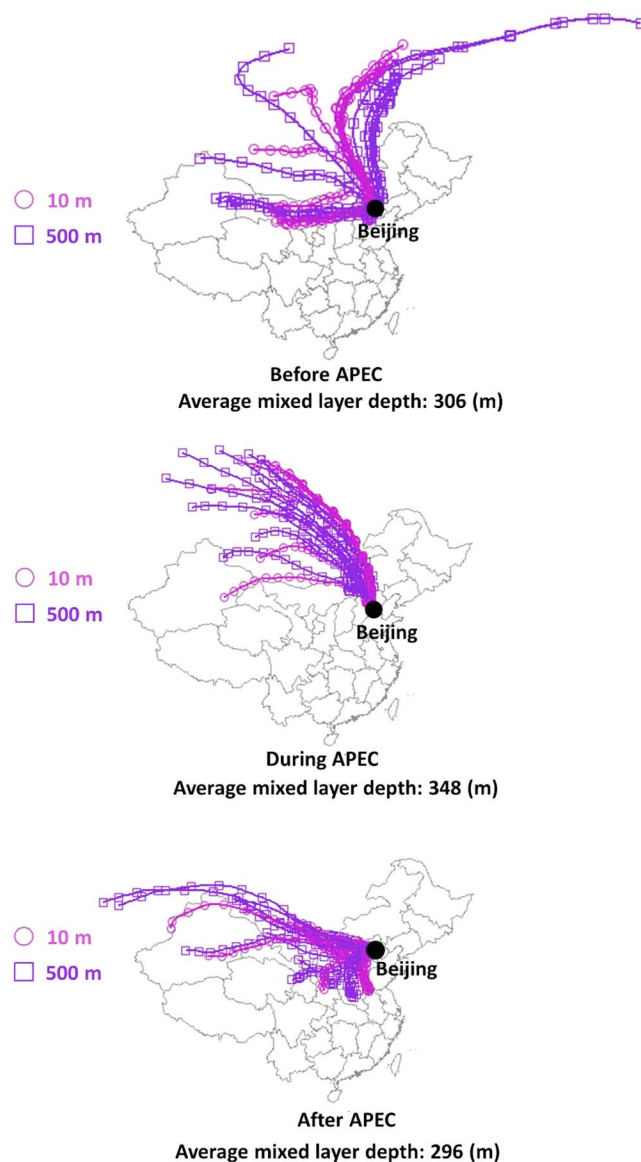 10 m
500 m
Beijing
Before APEC
Average mixed layer depth: 306 (m)
10 m
500 m
Beijing
During APEC
Average mixed layer depth: 348 (m)
10 m
500 m
Beijing
After APEC
Average mixed layer depth: 296 (m)